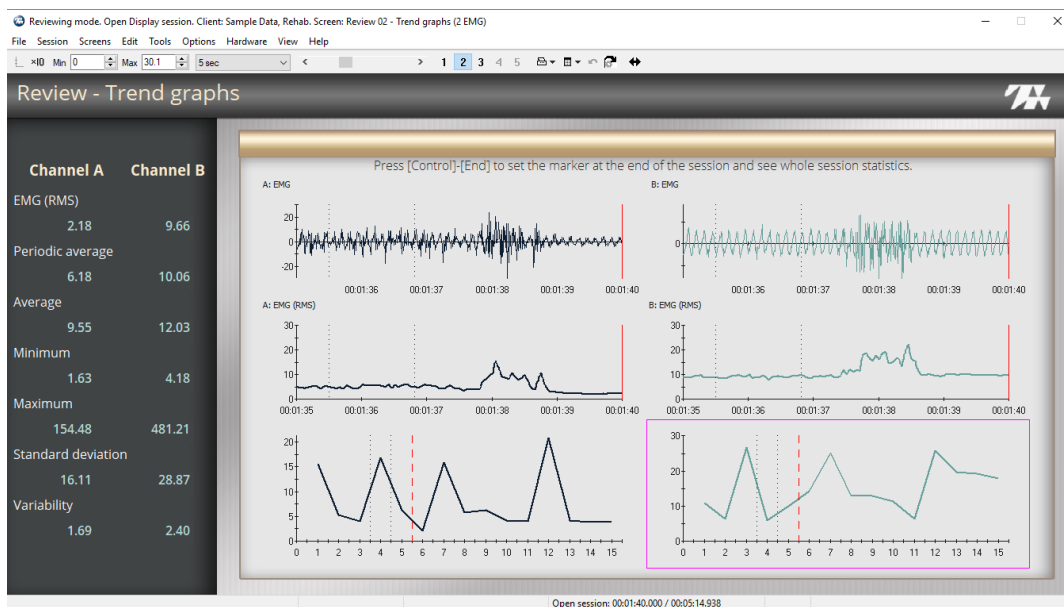 Reviewing mode. Open Display session. Client: Sample Data, Rehab. Screen: Review 02 - Trend graphs (2 EMG)
File Session Screens Edit Tools Options Hardware View Help
×10 Min 0 Max 30.1 5 sec 1 2 3 4 5
Review - Trend graphs
Press [Control]-[End] to set the marker at the end of the session and see whole session statistics.
Channel A Channel B
EMG (RMS)
2.18 9.66
Periodic average
6.18 10.06
Average
9.55 12.03
Minimum
1.63 4.18
Maximum
154.48 481.21
Standard deviation
16.11 28.87
Variability
1.69 2.40
A: EMG
20
0
-20
00:01:36 00:01:37 00:01:38 00:01:39 00:01:40
B: EMG
0
00:01:36 00:01:37 00:01:38 00:01:39 00:01:40
A: EMG (RMS)
30
20
10
0
00:01:35 00:01:36 00:01:37 00:01:38 00:01:39 00:01:40
B: EMG (RMS)
30
20
10
0
00:01:35 00:01:36 00:01:37 00:01:38 00:01:39 00:01:40
20
15
10
5
0
0 1 2 3 4 5 6 7 8 9 10 11 12 13 14 15
30
20
10
0
0 1 2 3 4 5 6 7 8 9 10 11 12 13 14 15
Open session: 00:01:40.000 / 00:05:14.938